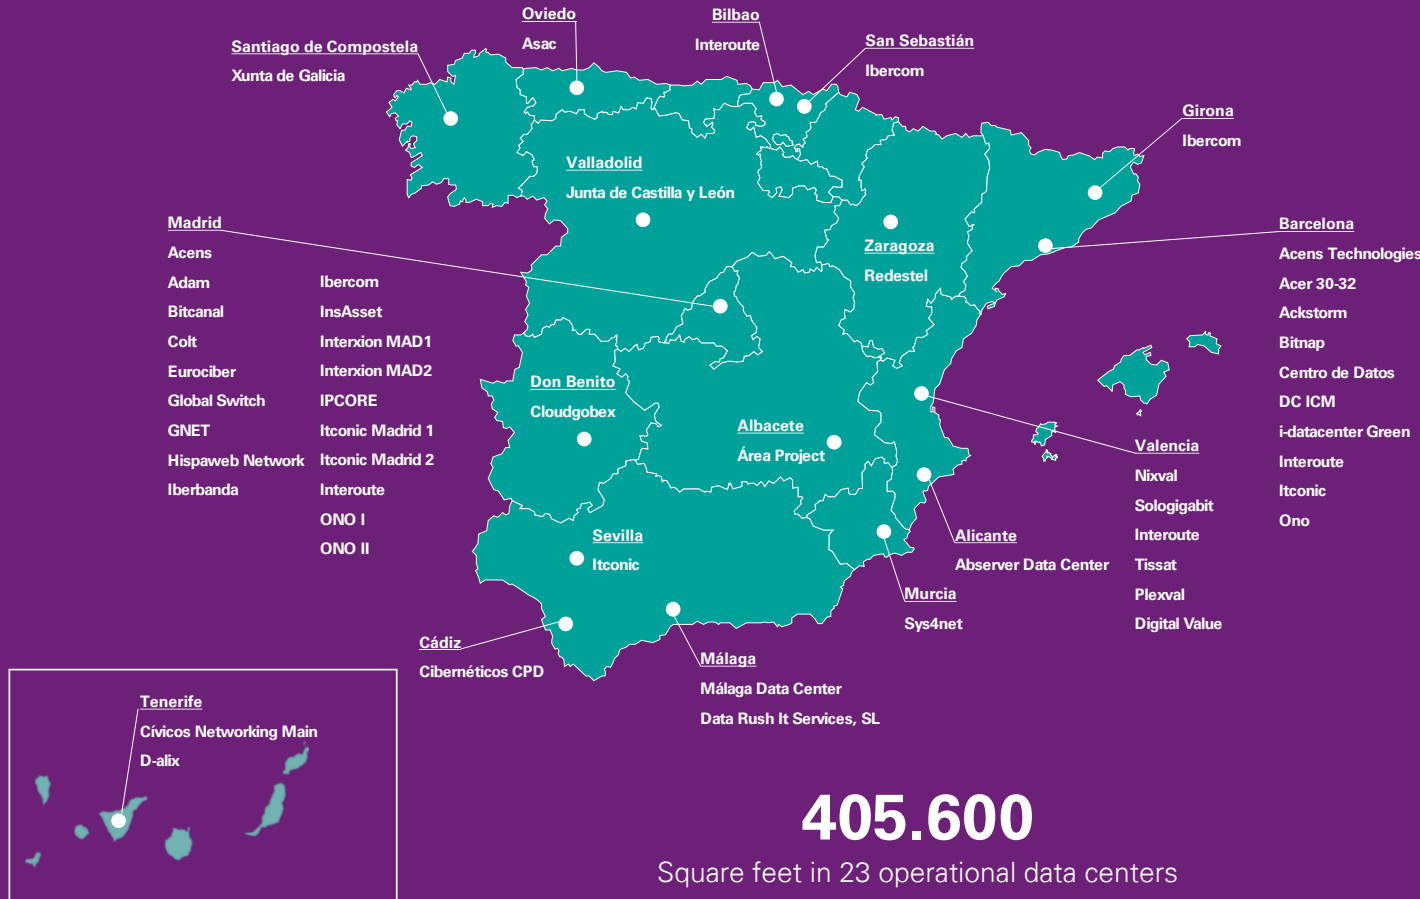 Oviedo
Asac
Bilbao
Interoute
Santiago de Compostela
Xunta de Galicia
San Sebastián
Ibercom
Girona
Ibercom
Valladolid
Junta de Castilla y León
Zaragoza
Redestel
Madrid
Acens
Adam
Bitcanal
Colt
Eurociber
Global Switch
GNET
Hispaweb Network
Iberbanda
Ibercom
InsAsset
Interxion MAD1
Interxion MAD2
IPCORE
Itconic Madrid 1
Itconic Madrid 2
Interoute
ONO I
ONO II
Barcelona
Acens Technologies
Acer 30-32
Ackstorm
Bitnap
Centro de Datos
DC ICM
i-datacenter Green
Interoute
Itconic
Ono
Don Benito
Cloudgobex
Albacete
Área Project
Valencia
Nixval
Sologigabit
Interoute
Tissat
Plexval
Digital Value
Sevilla
Itconic
Alicante
Abserver Data Center
Murcia
Sys4net
Cádiz
Cibernéticos CPD
Málaga
Málaga Data Center
Data Rush It Services, SL
Tenerife
Cívicos Networking Main
D-alix
405.600
Square feet in 23 operational data centers